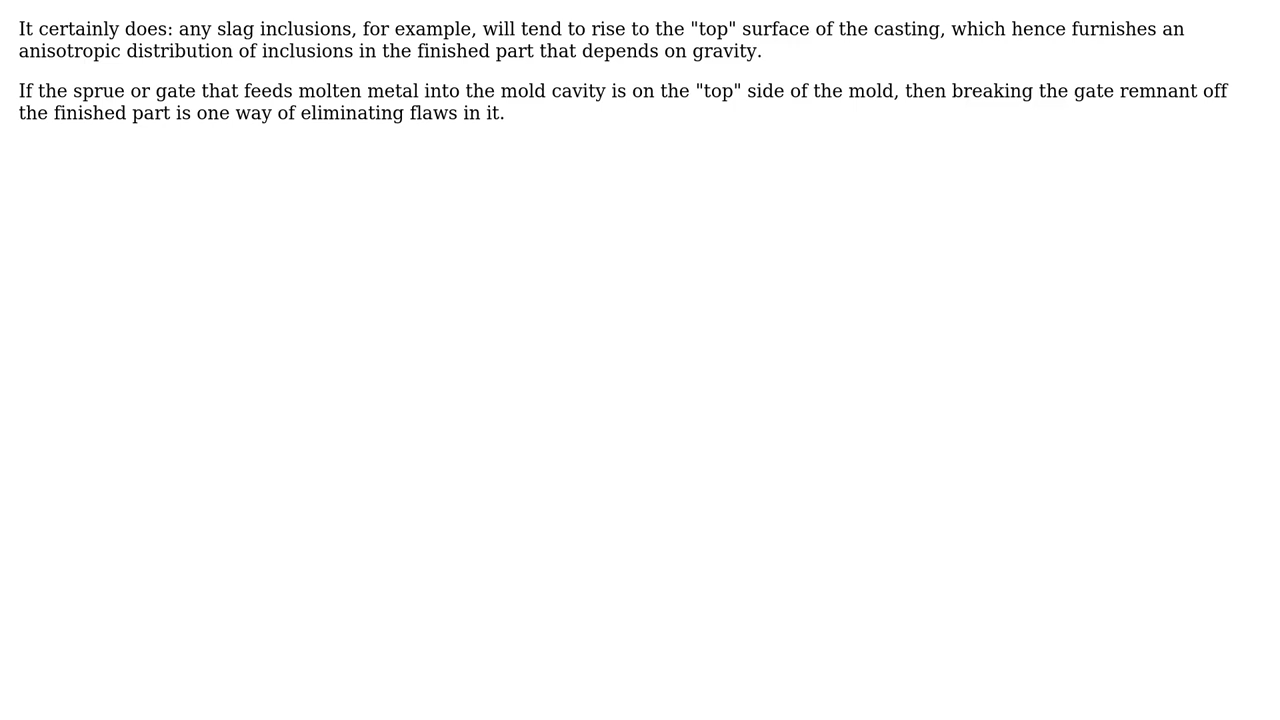 It certainly does: any slag inclusions, for example, will tend to rise to the "top" surface of the casting, which hence furnishes an
anisotropic distribution of inclusions in the finished part that depends on gravity.
If the sprue or gate that feeds molten metal into the mold cavity is on the "top" side of the mold, then breaking the gate remnant off
the finished part is one way of eliminating flaws in it.